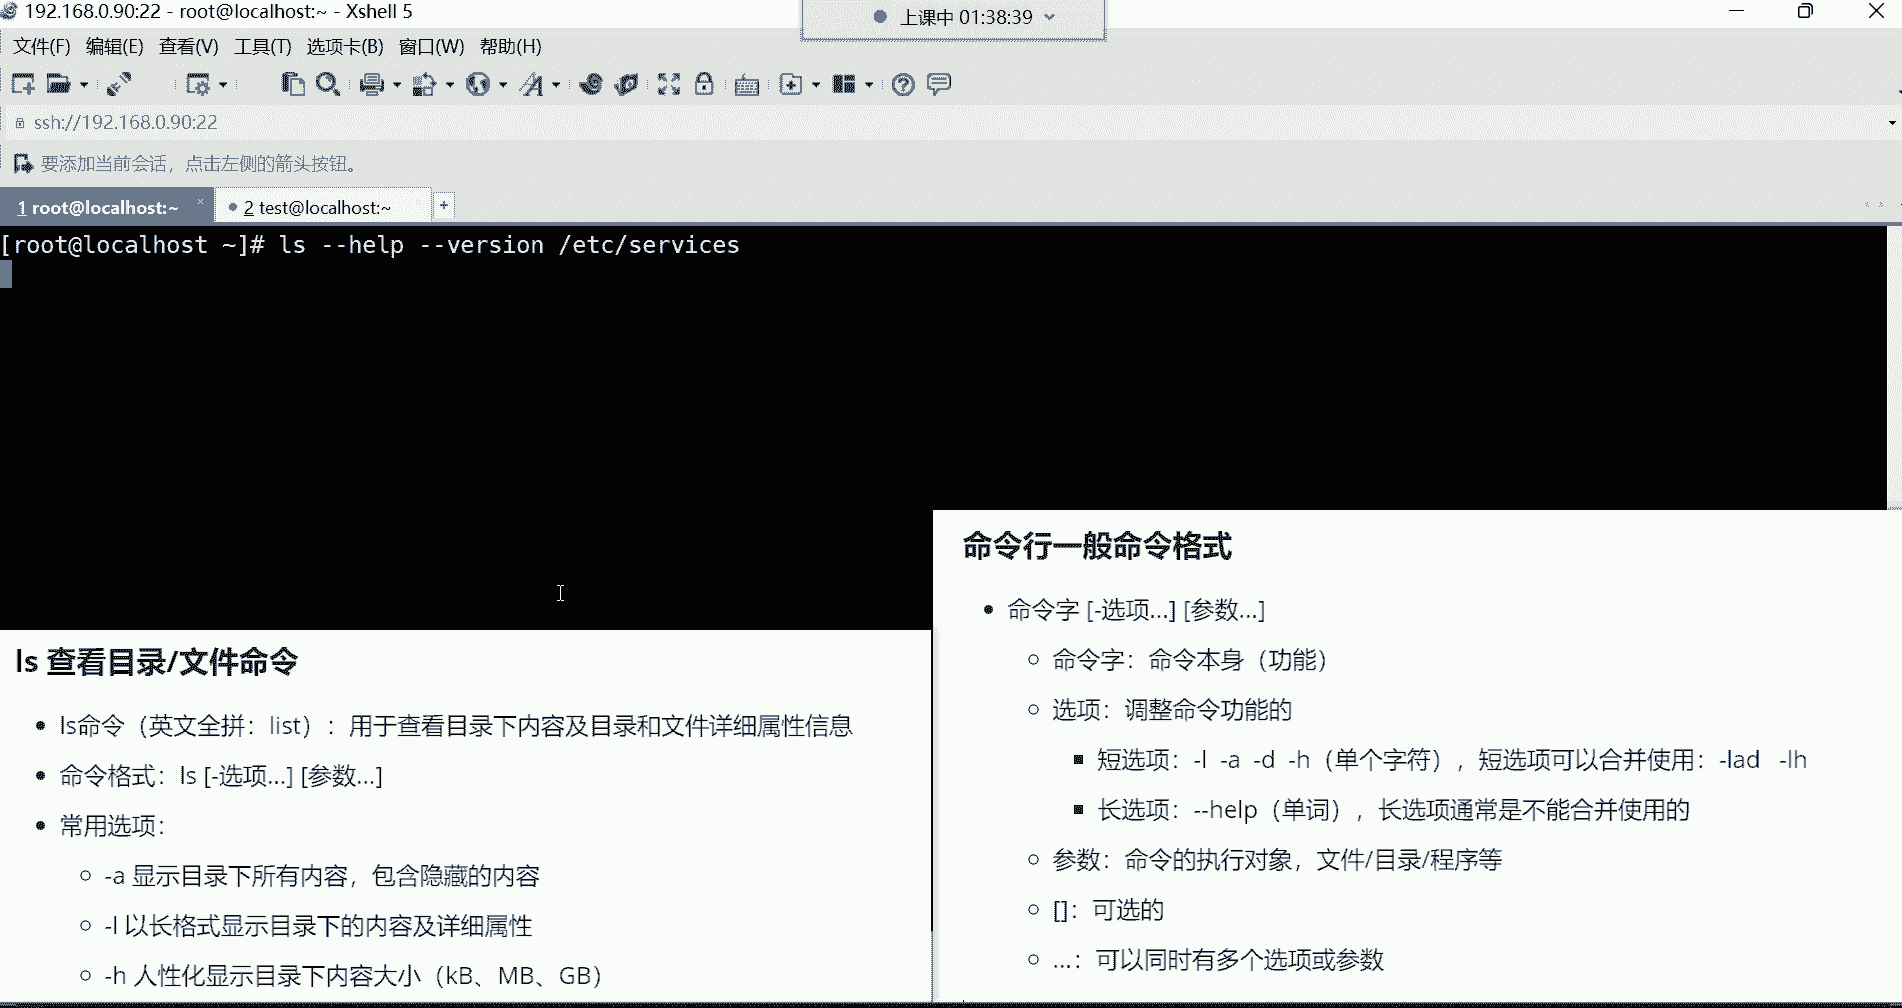 192.168.0.90:22 - root@localhost:~ - Xshell 5
上课中 01:38:39
文件(F) 编辑(E) 查看(V) 工具(T) 选项卡(B) 窗口(W) 帮助(H)
ssh://192.168.0.90:22
要添加当前会话，点击左侧的箭头按钮。
1 root@localhost:~ × 2 test@localhost:~ +
[root@localhost ~]# ls --help --version /etc/services
ls 查看目录/文件命令
• ls命令（英文全拼：list）：用于查看目录下内容及目录和文件详细属性信息
• 命令格式：ls [-选项...] [参数...]
• 常用选项：
○ -a 显示目录下所有内容，包含隐藏的内容
○ -l 以长格式显示目录下的内容及详细属性
○ -h 人性化显示目录下内容大小（kB、MB、GB）
命令行一般命令格式
• 命令字 [-选项...] [参数...]
○ 命令字：命令本身（功能）
○ 选项：调整命令功能的
▪ 短选项：-l -a -d -h（单个字符），短选项可以合并使用：-lad -lh
▪ 长选项：--help（单词），长选项通常是不能合并使用的
○ 参数：命令的执行对象，文件/目录/程序等
○ []：可选的
○ ...：可以同时有多个选项或参数